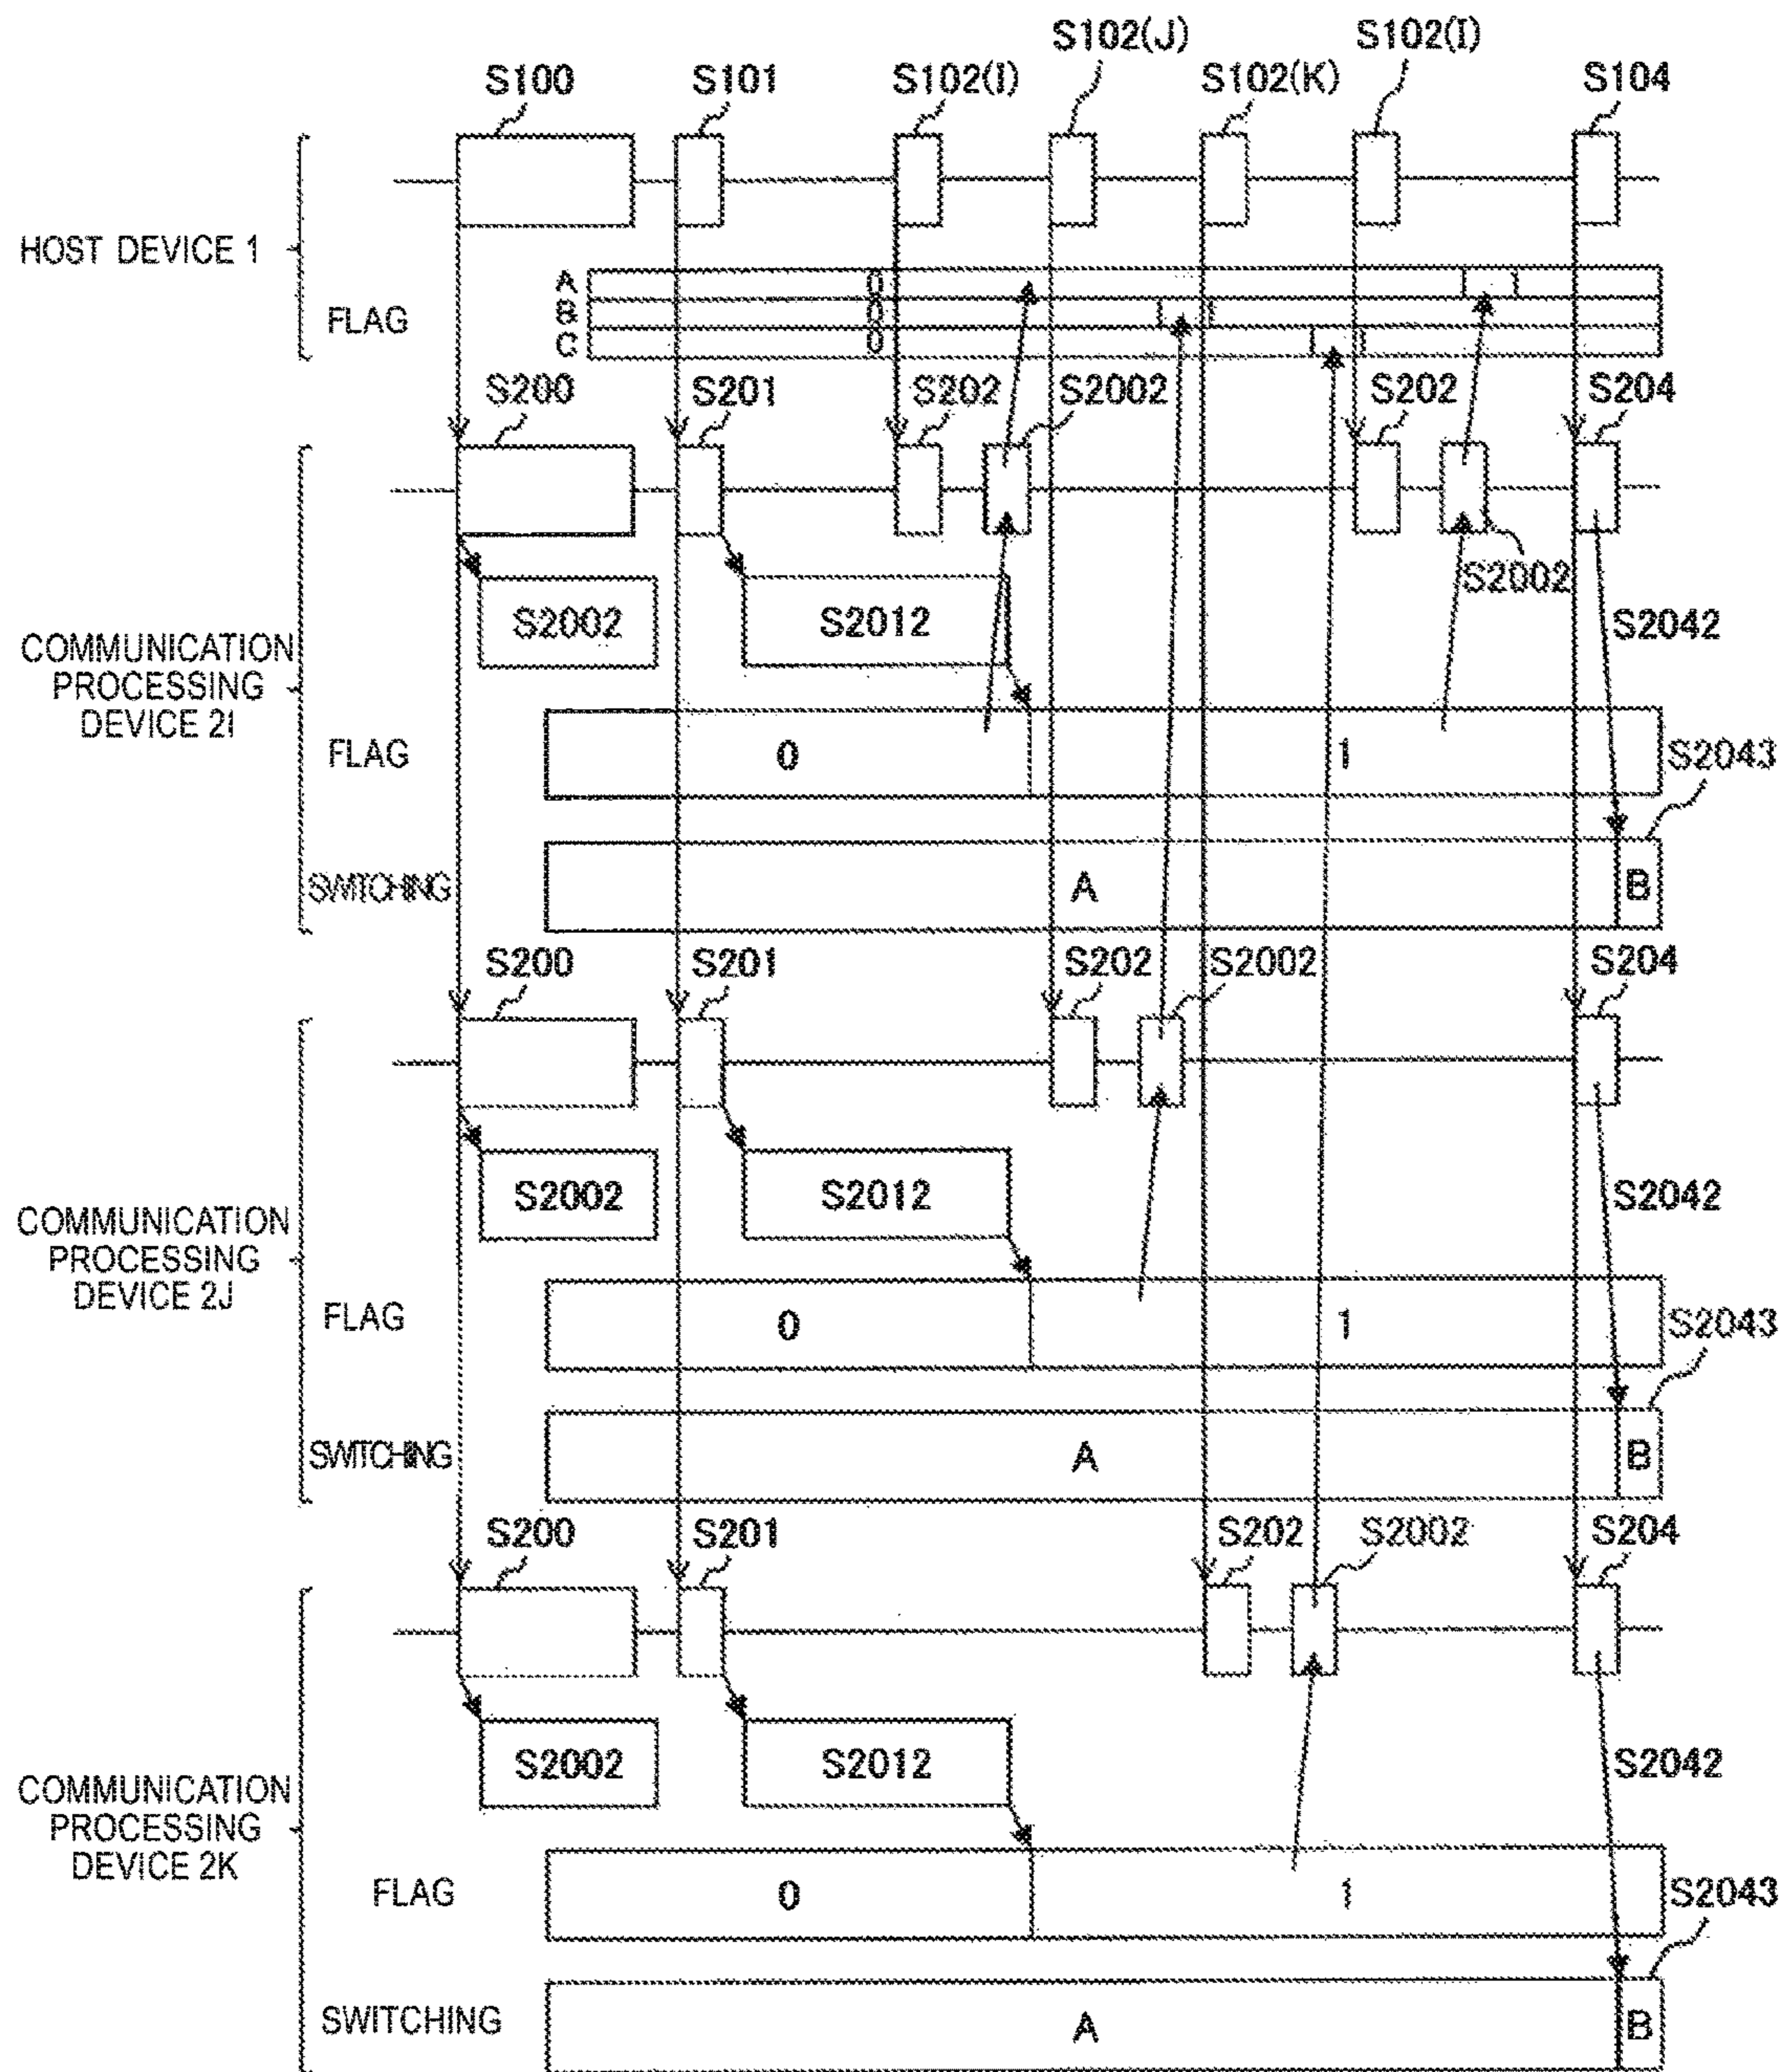 S102(J) S102(I)
S100 S101 S102(I) S102(K) S104
HOST DEVICE 1
A 0
B 0
C 0
FLAG
S200 S201 S202 S2002 S202 S204
S2002 S2012 S2002 S2042
COMMUNICATION
PROCESSING
DEVICE 2I
FLAG 0 1 S2043
SWITCHING A B
S200 S201 S202 S2002 S204
S2002 S2012 S2042
COMMUNICATION
PROCESSING
DEVICE 2J
FLAG 0 1 S2043
SWITCHING A B
S200 S201 S202 S2002 S204
S2002 S2012 S2042
COMMUNICATION
PROCESSING
DEVICE 2K
FLAG 0 1 S2043
SWITCHING A B